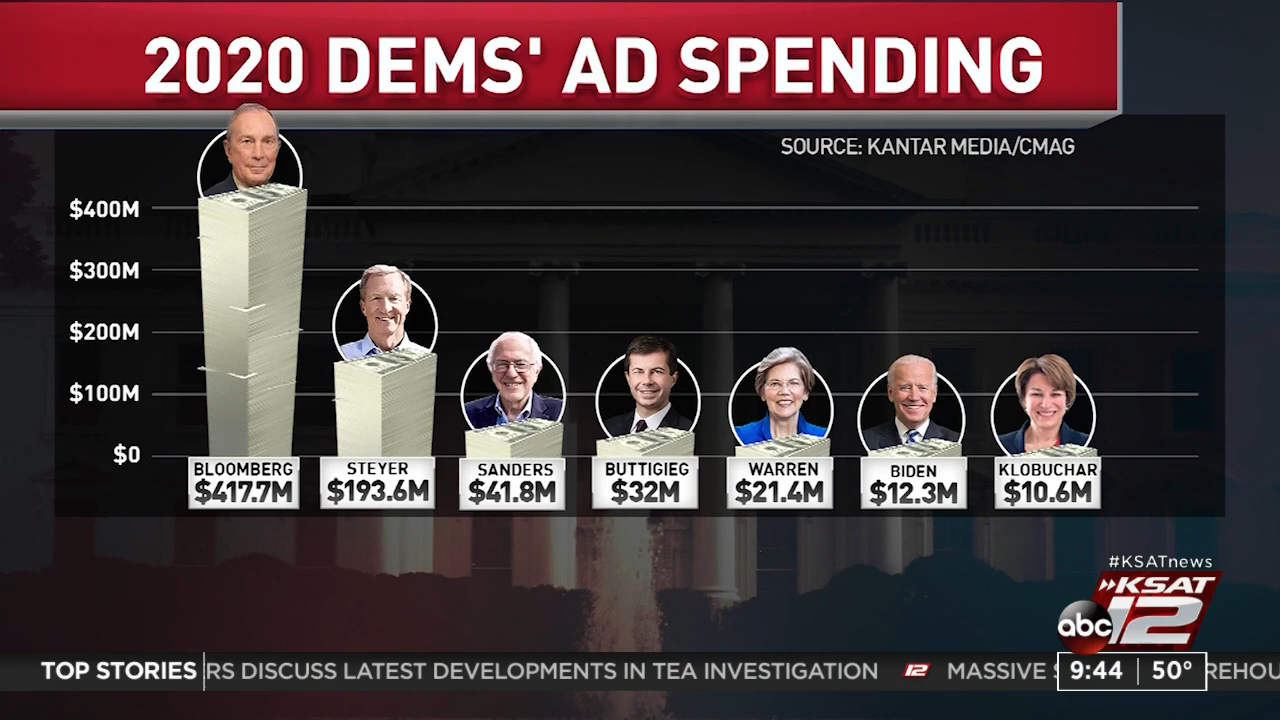 2020 DEMS' AD SPENDING
SOURCE: KANTAR MEDIA/CMAG
$400M
$300M
$200M
$100M
$0
BLOOMBERG
$417.7M
STEYER
$193.6M
SANDERS
$41.8M
BUTTIGIEG
$32M
WARREN
$21.4M
BIDEN
$12.3M
KLOBUCHAR
$10.6M
#KSATnews
KSAT
abc 12
TOP STORIES RS DISCUSS LATEST DEVELOPMENTS IN TEA INVESTIGATION 12 MASSIVE
9:44 50°